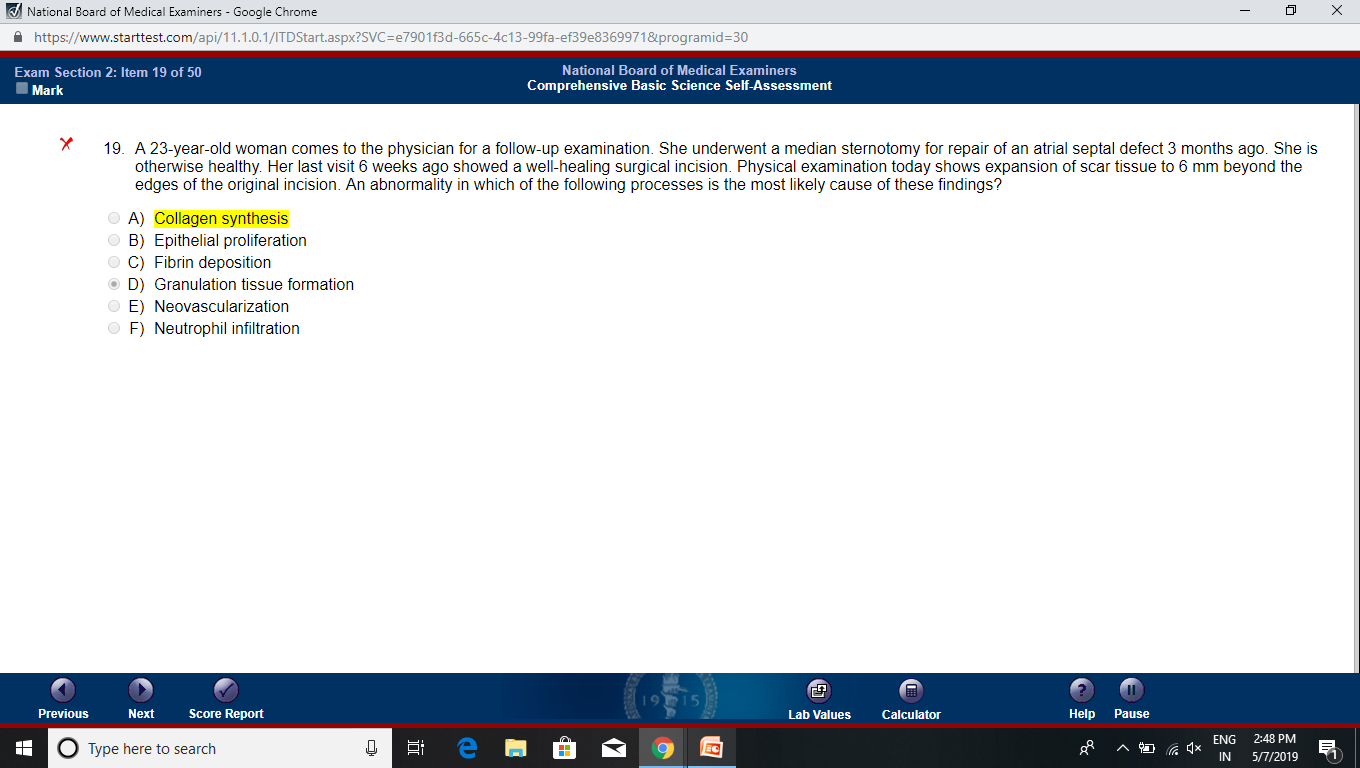 National Board of Medical Examiners - Google Chrome
https://www.starttest.com/api/11.1.0.1/ITDStart.aspx?SVC=e7901f3d-665c-4c13-99fa-ef39e8369971&programid=30
Exam Section 2: Item 19 of 50
National Board of Medical Examiners
Mark
Comprehensive Basic Science Self-Assessment
19. A 23-year-old woman comes to the physician for a follow-up examination. She underwent a median sternotomy for repair of an atrial septal defect 3 months ago. She is
otherwise healthy. Her last visit 6 weeks ago showed a well-healing surgical incision. Physical examination today shows expansion of scar tissue to 6 mm beyond the
edges of the original incision. An abnormality in which of the following processes is the most likely cause of these findings?
A) Collagen synthesis
B) Epithelial proliferation
C) Fibrin deposition
D) Granulation tissue formation
E) Neovascularization
F) Neutrophil infiltration
19 15
Previous
Next
Score Report
Lab Values
Calculator
Help
Pause
Type here to search
ENG
IN
2:48 PM
5/7/2019
1